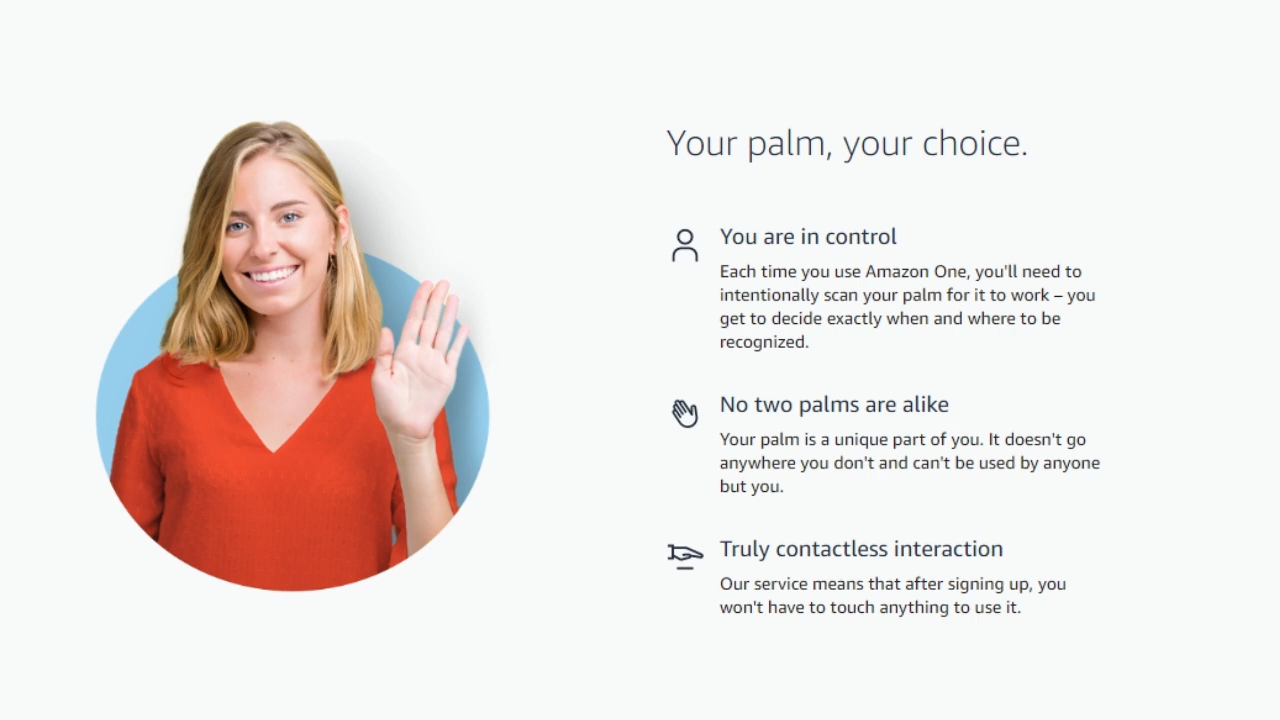 Your palm, your choice.
You are in control
Each time you use Amazon One, you'll need to
intentionally scan your palm for it to work – you
get to decide exactly when and where to be
recognized.
No two palms are alike
Your palm is a unique part of you. It doesn't go
anywhere you don't and can't be used by anyone
but you.
Truly contactless interaction
Our service means that after signing up, you
won't have to touch anything to use it.